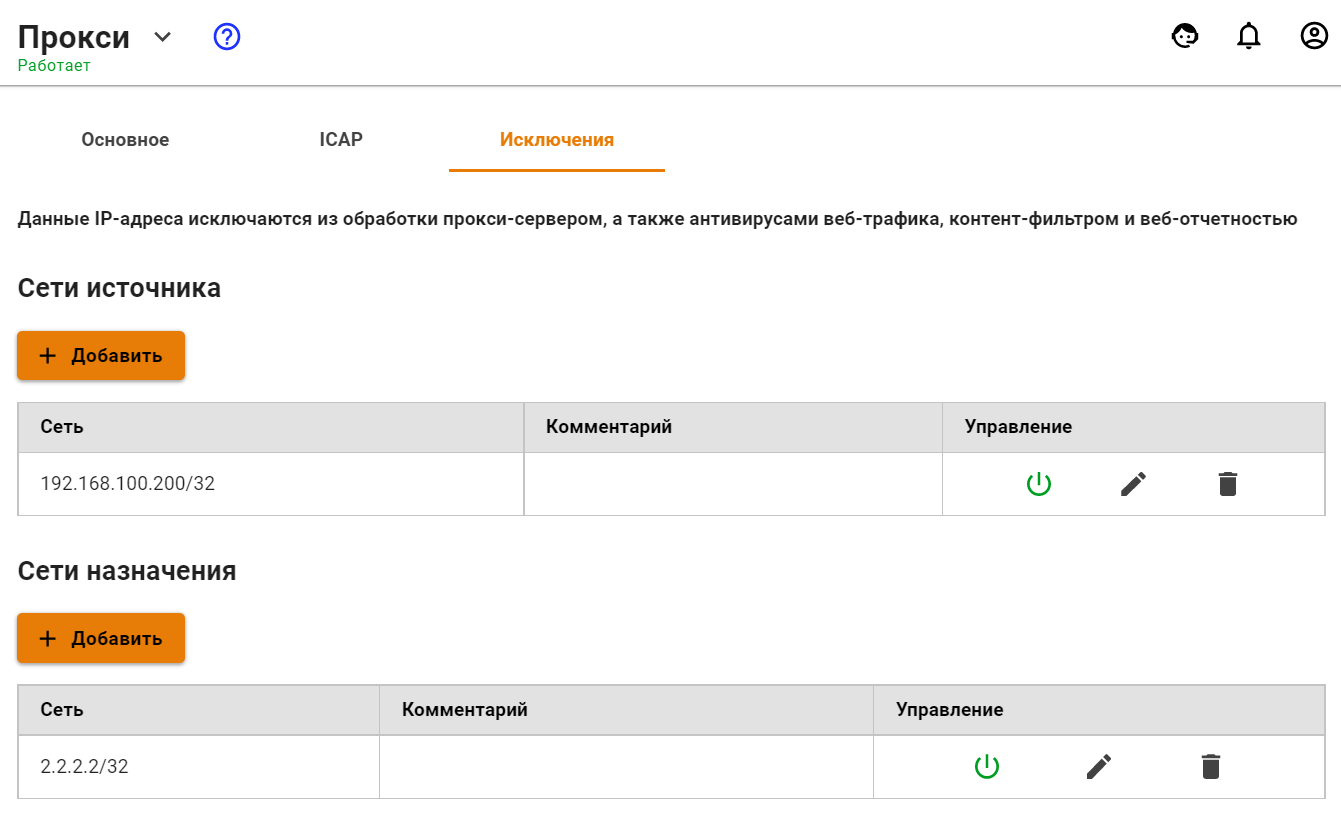 Прокси
Работает
Основное ICAP Исключения
Данные IP-адреса исключаются из обработки прокси-сервером, а также антивирусами веб-трафика, контент-фильтром и веб-отчетностью
Сети источника
+ Добавить
Сеть Комментарий Управление
192.168.100.200/32
Сети назначения
+ Добавить
Сеть Комментарий Управление
2.2.2.2/32